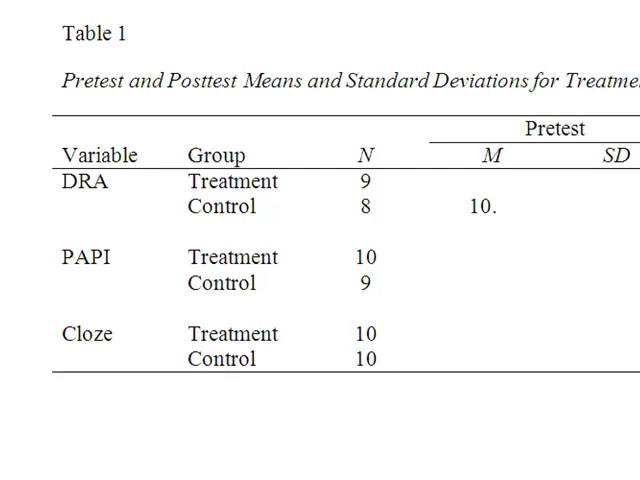 Table 1
Pretest and Posttest Means and Standard Deviations for
Pretest
Variable Group N M SD
DRA Treatment 9
Control 8 10.
PAPI Treatment 10
Control 9
Cloze Treatment 10
Control 10